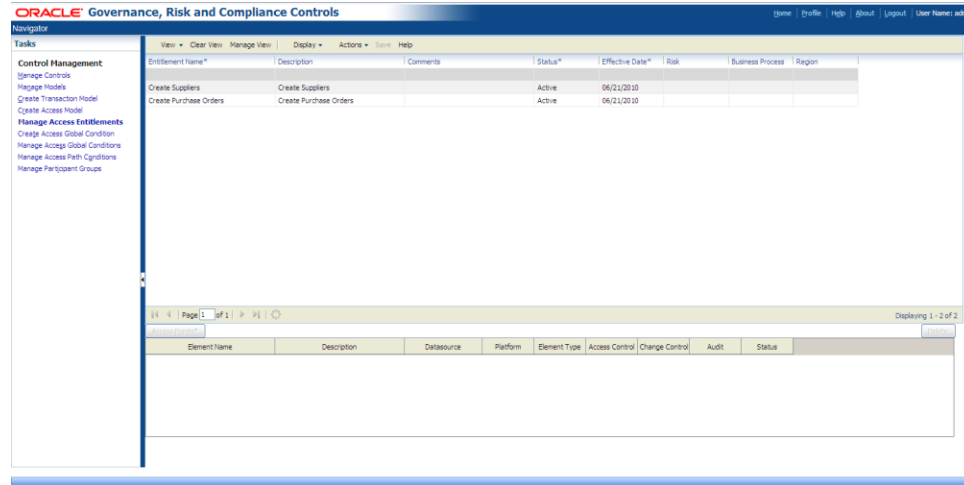 ORACLE Governance, Risk and Compliance Controls
Home Profile Help About Logout User Name: ad
Navigator
Tasks
View Clear View Manage View Display Actions Save Help
Control Management
Manage Controls
Manage Models
Create Transaction Model
Create Access Model
Manage Access Entitlements
Create Access Global Condition
Manage Access Global Conditions
Manage Access Path Conditions
Manage Participant Groups
Entitlement Name* Description Comments Status* Effective Date* Risk Business Process Region
Create Suppliers Create Suppliers Active 06/21/2010
Create Purchase Orders Create Purchase Orders Active 06/21/2010
Page 1 of 1 Displaying 1 - 2 of 2
Access Points* Delete
Element Name Description Datasource Platform Element Type Access Control Change Control Audit Status